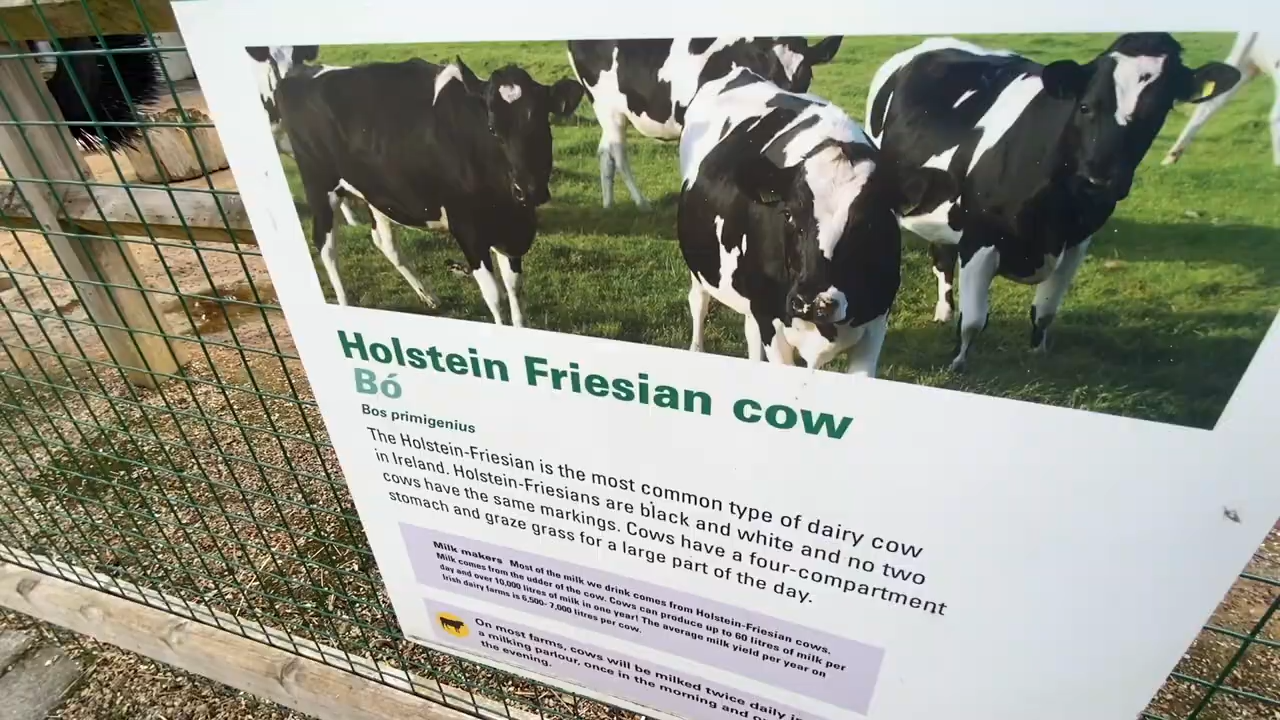 Holstein Friesian cow
Bó
Bos primigenius
The Holstein-Friesian is the most common type of dairy cow
in Ireland. Holstein-Friesians are black and white and no two
cows have the same markings. Cows have a four-compartment
stomach and graze grass for a large part of the day.
Milk makers Most of the milk we drink comes from Holstein-Friesian cows.
Milk comes from the udder of the cow. Cows can produce up to 60 litres of milk per
day and over 10,000 litres of milk in one year! The average milk yield per year on
Irish dairy farms is 6,500- 7,000 litres per cow.
On most farms, cows will be milked twice daily in
a milking parlour, once in the morning and
the evening.